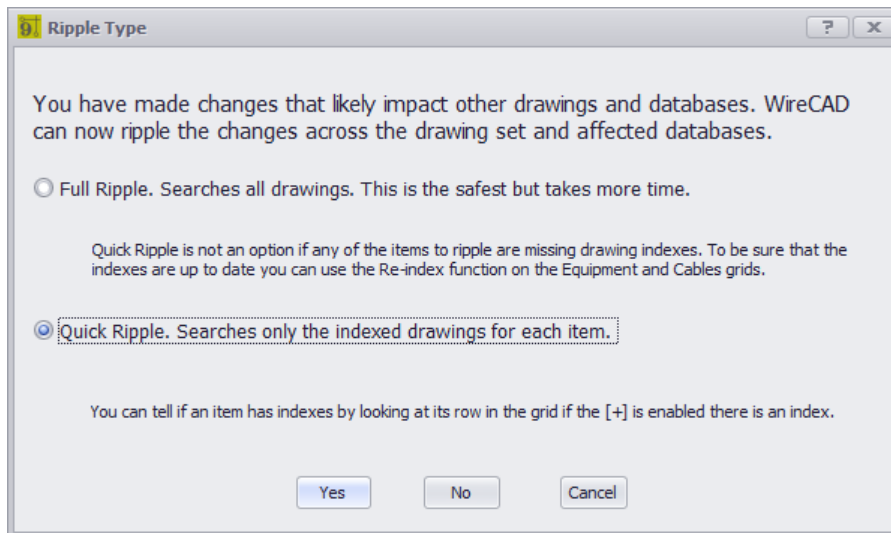 9 Ripple Type ? x
You have made changes that likely impact other drawings and databases. WireCAD
can now ripple the changes across the drawing set and affected databases.
Full Ripple. Searches all drawings. This is the safest but takes more time.
Quick Ripple is not an option if any of the items to ripple are missing drawing indexes. To be sure that the
indexes are up to date you can use the Re-index function on the Equipment and Cables grids.
Quick Ripple. Searches only the indexed drawings for each item.
You can tell if an item has indexes by looking at its row in the grid if the [+] is enabled there is an index.
Yes No Cancel